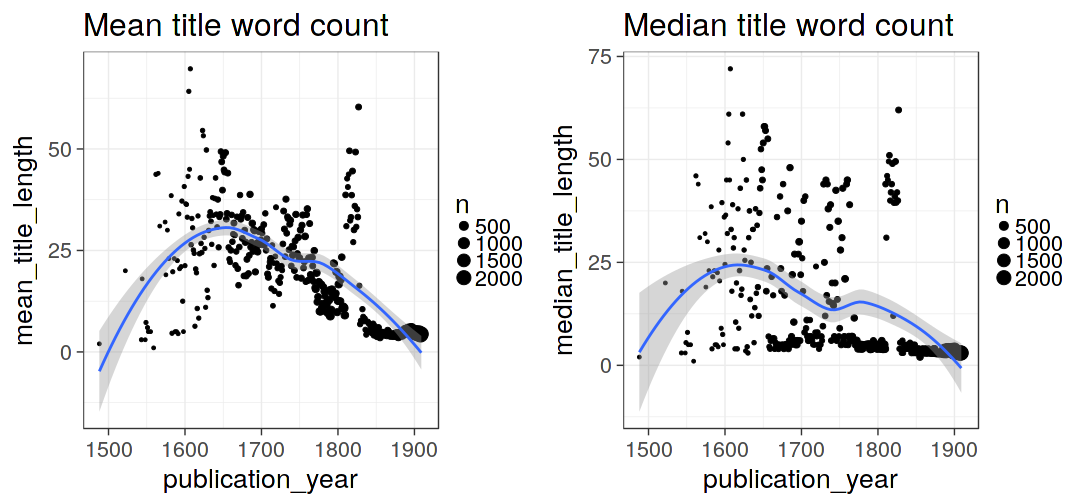 Mean title word count
mean_title_length
50
25
0
1500 1600 1700 1800 1900
publication_year
n
500
1000
1500
2000
Median title word count
median_title_length
75
50
25
0
1500 1600 1700 1800 1900
publication_year
n
500
1000
1500
2000